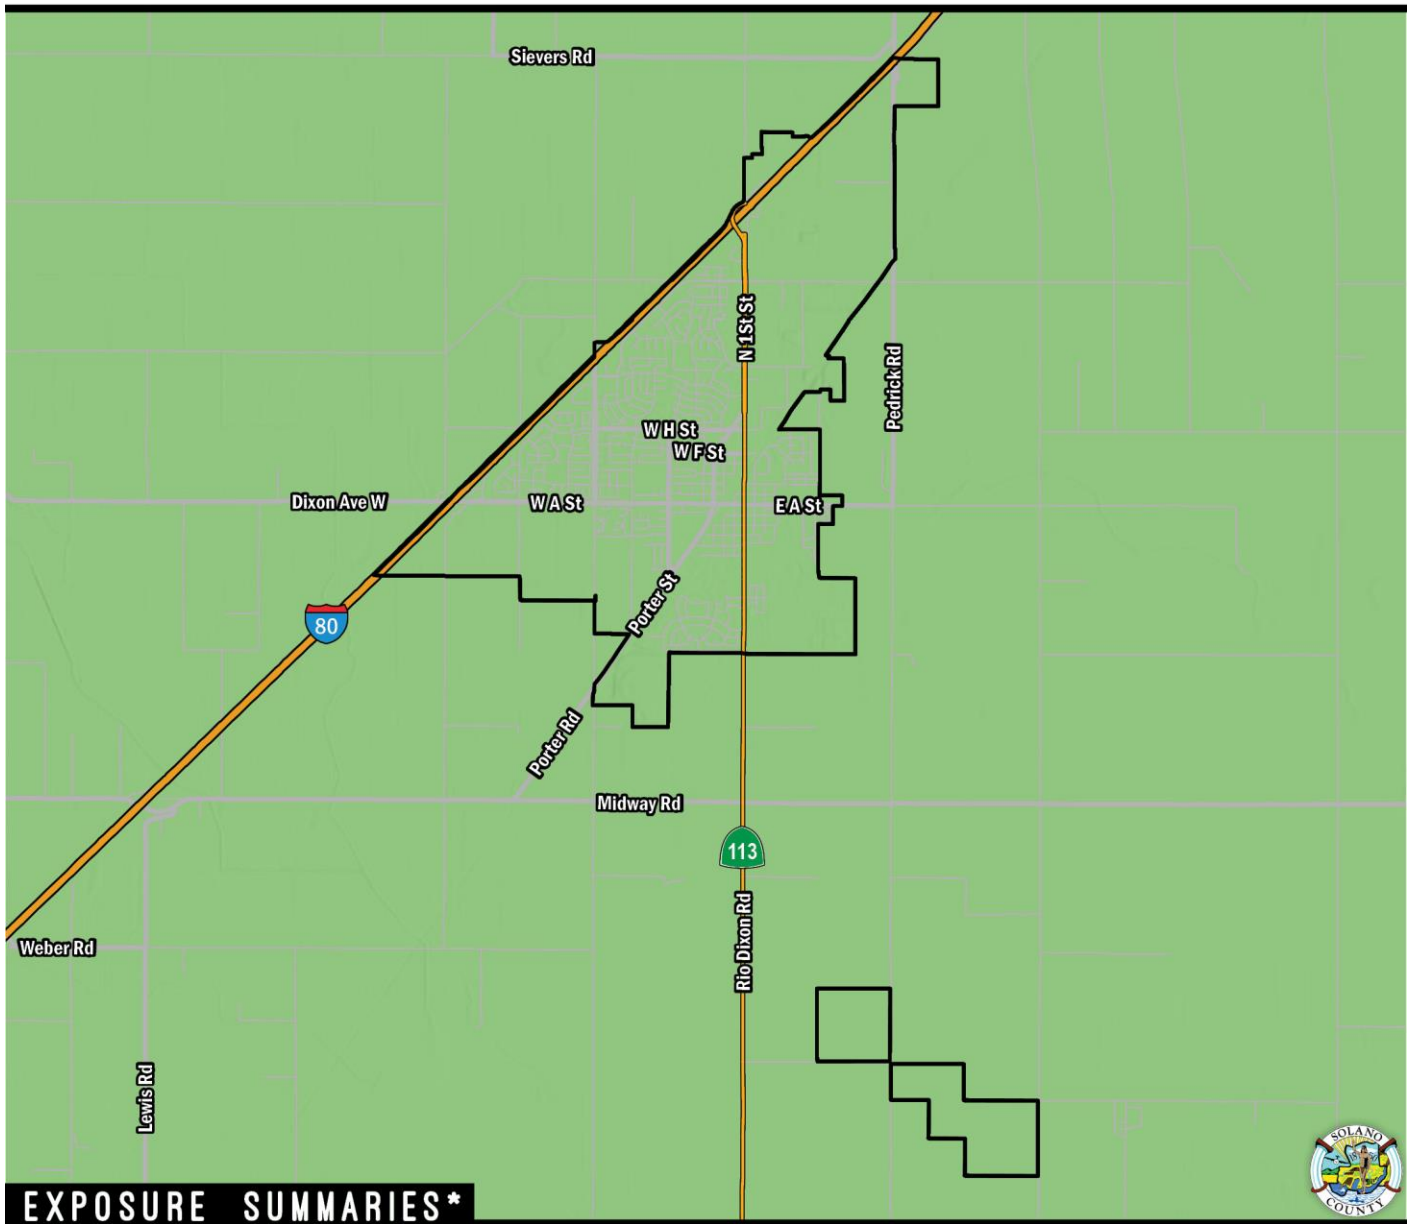 Sievers Rd
N 1St St
Pedrick Rd
W H St
W F St
Dixon Ave W
W A St
E A St
Porter St
80
Porter Rd
Midway Rd
113
Rio Dixon Rd
Weber Rd
Lewis Rd
SOLANO
COUNTY
EXPOSURE SUMMARIES*